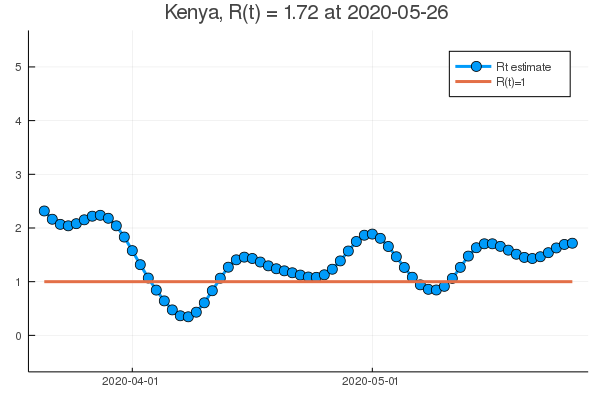 Kenya, R(t) = 1.72 at 2020-05-26
5
4
3
2
1
0
Rt estimate
R(t)=1
2020-04-01
2020-05-01